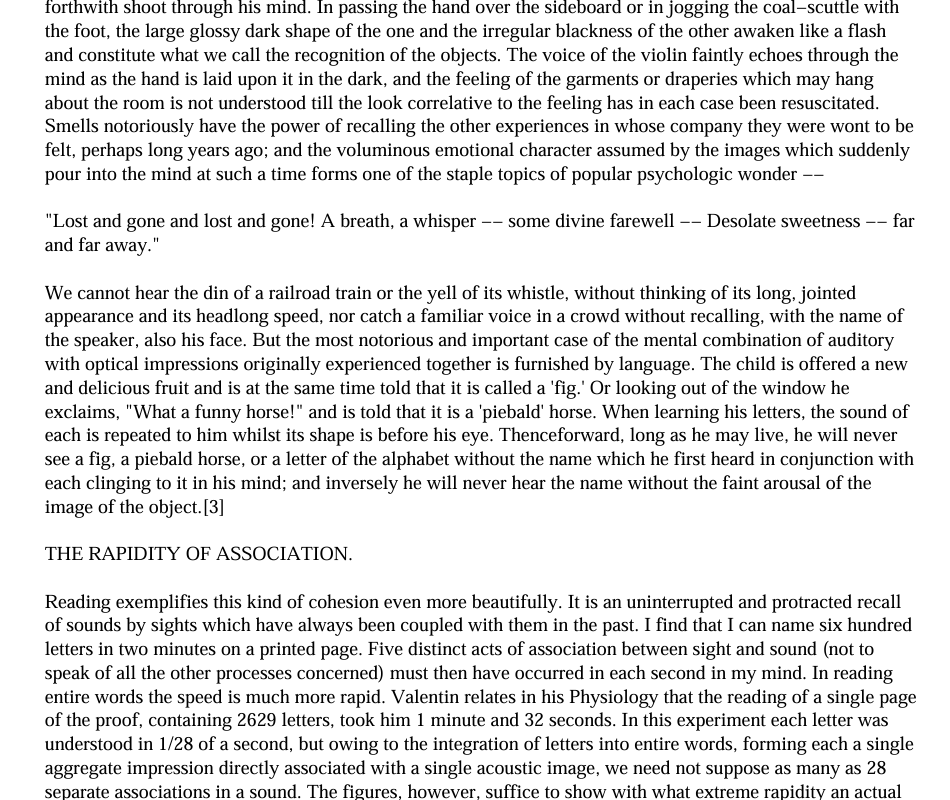 forthwith shoot through his mind. In passing the hand over the sideboard or in jogging the coal−scuttle with
the foot, the large glossy dark shape of the one and the irregular blackness of the other awaken like a flash
and constitute what we call the recognition of the objects. The voice of the violin faintly echoes through the
mind as the hand is laid upon it in the dark, and the feeling of the garments or draperies which may hang
about the room is not understood till the look correlative to the feeling has in each case been resuscitated.
Smells notoriously have the power of recalling the other experiences in whose company they were wont to be
felt, perhaps long years ago; and the voluminous emotional character assumed by the images which suddenly
pour into the mind at such a time forms one of the staple topics of popular psychologic wonder −−
"Lost and gone and lost and gone! A breath, a whisper −− some divine farewell −− Desolate sweetness −− far
and far away."
We cannot hear the din of a railroad train or the yell of its whistle, without thinking of its long, jointed
appearance and its headlong speed, nor catch a familiar voice in a crowd without recalling, with the name of
the speaker, also his face. But the most notorious and important case of the mental combination of auditory
with optical impressions originally experienced together is furnished by language. The child is offered a new
and delicious fruit and is at the same time told that it is called a 'fig.' Or looking out of the window he
exclaims, "What a funny horse!" and is told that it is a 'piebald' horse. When learning his letters, the sound of
each is repeated to him whilst its shape is before his eye. Thenceforward, long as he may live, he will never
see a fig, a piebald horse, or a letter of the alphabet without the name which he first heard in conjunction with
each clinging to it in his mind; and inversely he will never hear the name without the faint arousal of the
image of the object.[3]
THE RAPIDITY OF ASSOCIATION.
Reading exemplifies this kind of cohesion even more beautifully. It is an uninterrupted and protracted recall
of sounds by sights which have always been coupled with them in the past. I find that I can name six hundred
letters in two minutes on a printed page. Five distinct acts of association between sight and sound (not to
speak of all the other processes concerned) must then have occurred in each second in my mind. In reading
entire words the speed is much more rapid. Valentin relates in his Physiology that the reading of a single page
of the proof, containing 2629 letters, took him 1 minute and 32 seconds. In this experiment each letter was
understood in 1/28 of a second, but owing to the integration of letters into entire words, forming each a single
aggregate impression directly associated with a single acoustic image, we need not suppose as many as 28
separate associations in a sound. The figures, however, suffice to show with what extreme rapidity an actual